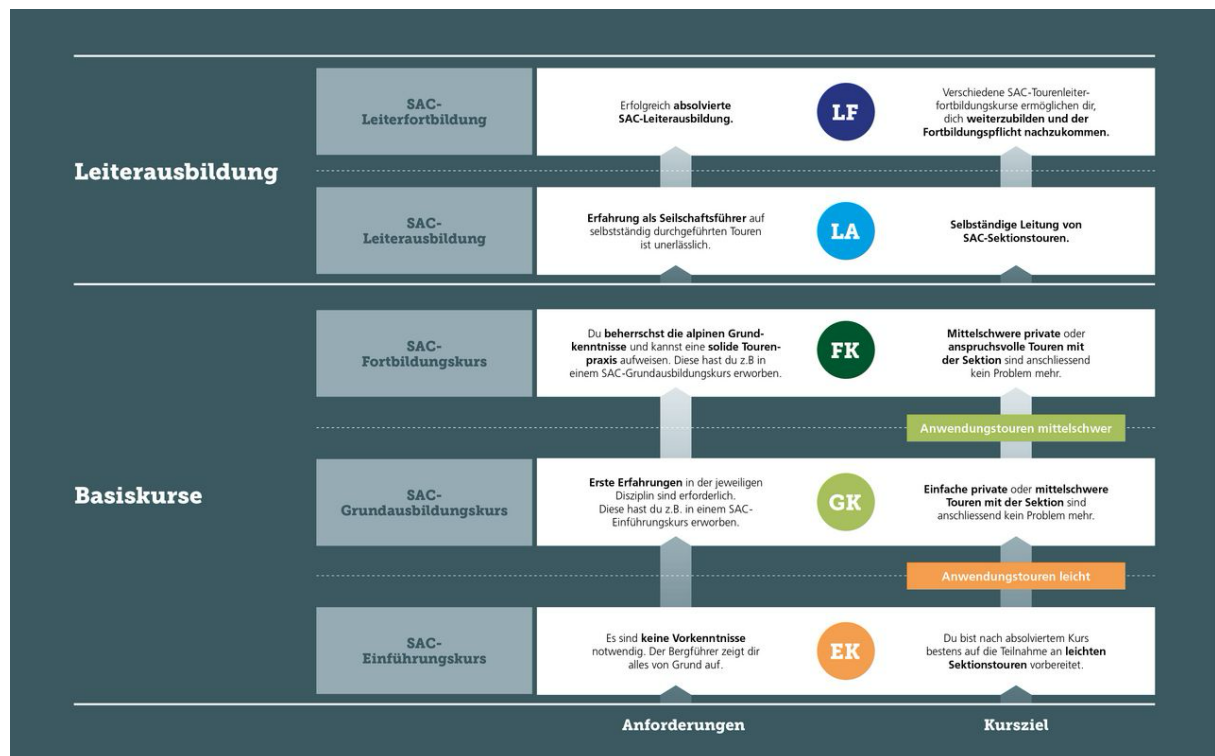 Leiterausbildung
SAC-
Leiterfortbildung
Erfolgreich absolvierte
SAC-Leiterausbildung.
LF
Verschiedene SAC-Tourenleiter-
fortbildungskurse ermöglichen dir,
dich weiterzubilden und der
Fortbildungspflicht nachzukommen.
SAC-
Leiterausbildung
Erfahrung als Seilschaftsführer auf
selbstständig durchgeführten Touren
ist unerlässlich.
LA
Selbständige Leitung von
SAC-Sektionstouren.
Basiskurse
SAC-
Fortbildungskurs
Du beherrschst die alpinen Grund-
kenntnisse und kannst eine solide Touren-
praxis aufweisen. Diese hast du z.B in
einem SAC-Grundausbildungskurs erworben.
FK
Mittelschwere private oder
anspruchsvolle Touren mit
der Sektion sind anschliessend
kein Problem mehr.
Anwendungstouren mittelschwer
SAC-
Grundausbildungskurs
Erste Erfahrungen in der jeweiligen
Disziplin sind erforderlich.
Diese hast du z.B. in einem SAC-
Einführungskurs erworben.
GK
Einfache private oder mittelschwere
Touren mit der Sektion sind
anschliessend kein Problem mehr.
Anwendungstouren leicht
SAC-
Einführungskurs
Es sind keine Vorkenntnisse
notwendig. Der Bergführer zeigt dir
alles von Grund auf.
EK
Du bist nach absolviertem Kurs
bestens auf die Teilnahme an leichten
Sektionstouren vorbereitet.
Anforderungen
Kursziel